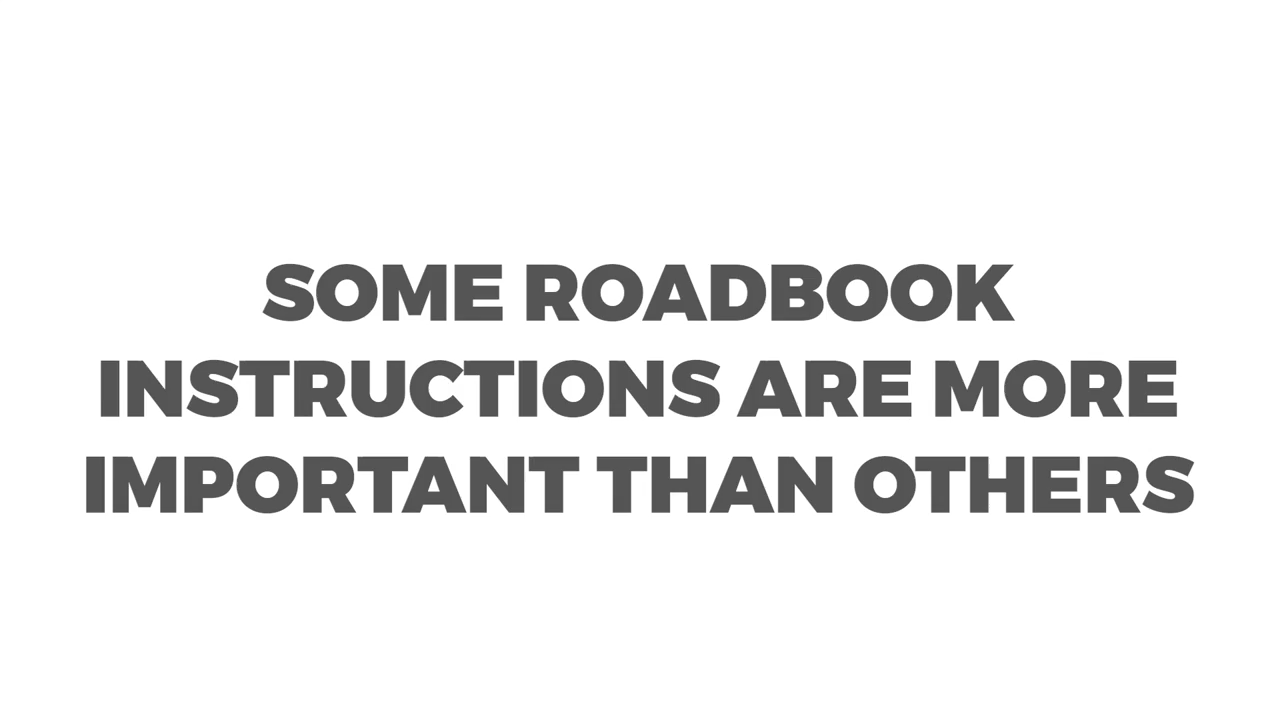 SOME ROADBOOK
INSTRUCTIONS ARE MORE
IMPORTANT THAN OTHERS